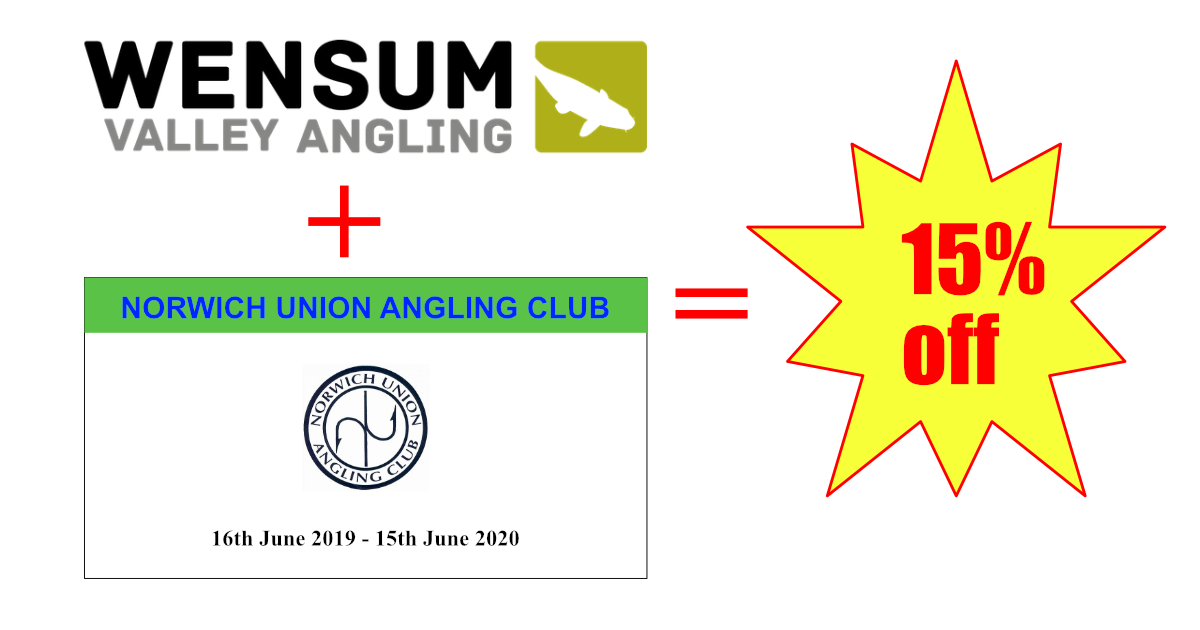 WENSUM
VALLEY ANGLING
+
NORWICH UNION ANGLING CLUB
NORWICH UNION
ANGLING CLUB
16th June 2019 - 15th June 2020
=
15%
off